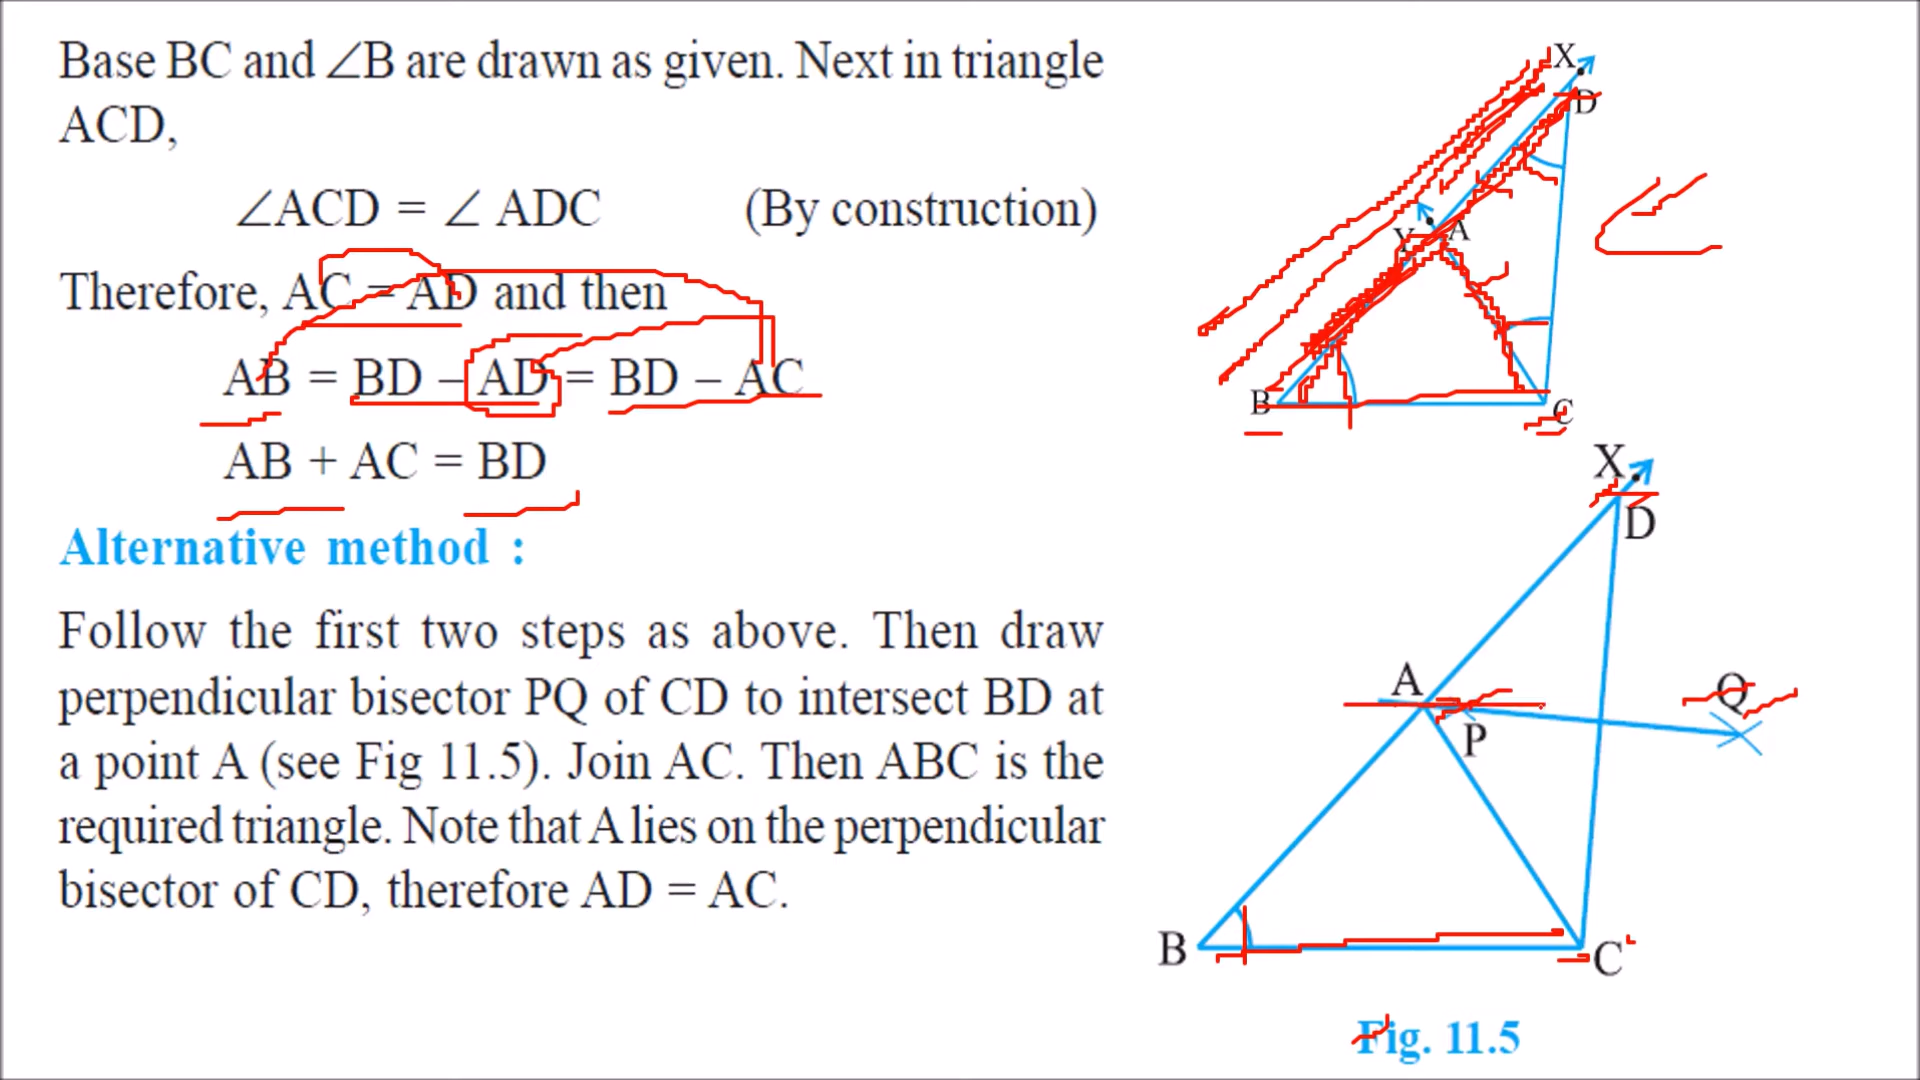 Base BC and ∠B are drawn as given. Next in triangle
ACD,
∠ACD = ∠ ADC (By construction)
Therefore, AC = AD and then
AB = BD – AD = BD – AC
AB + AC = BD
Alternative method :
Follow the first two steps as above. Then draw
perpendicular bisector PQ of CD to intersect BD at
a point A (see Fig 11.5). Join AC. Then ABC is the
required triangle. Note that A lies on the perpendicular
bisector of CD, therefore AD = AC.
X
D
Y A
B
C
X
D
A
Q
P
B
C
Fig. 11.5